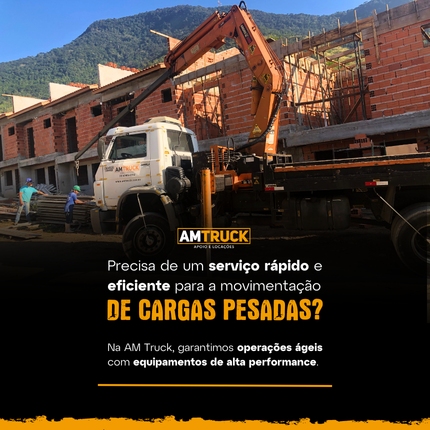 AMTRUCK
AMTRUCK
APOIO E LOCAÇÕES
Precisa de um serviço rápido e
eficiente para a movimentação
DE CARGAS PESADAS?
Na AM Truck, garantimos operações ágeis
com equipamentos de alta performance.